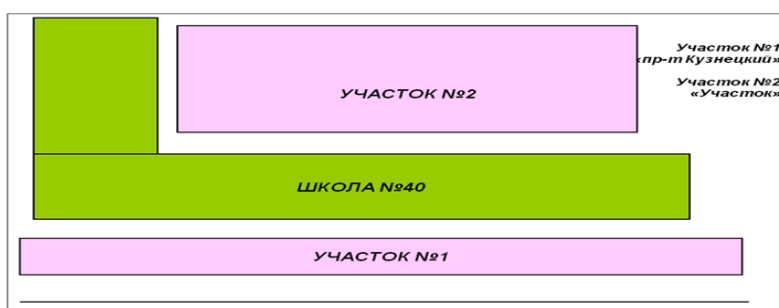 Участок №1
«пр-т Кузнецкий»
Участок №2
«Участок»
УЧАСТОК №2
ШКОЛА №40
УЧАСТОК №1